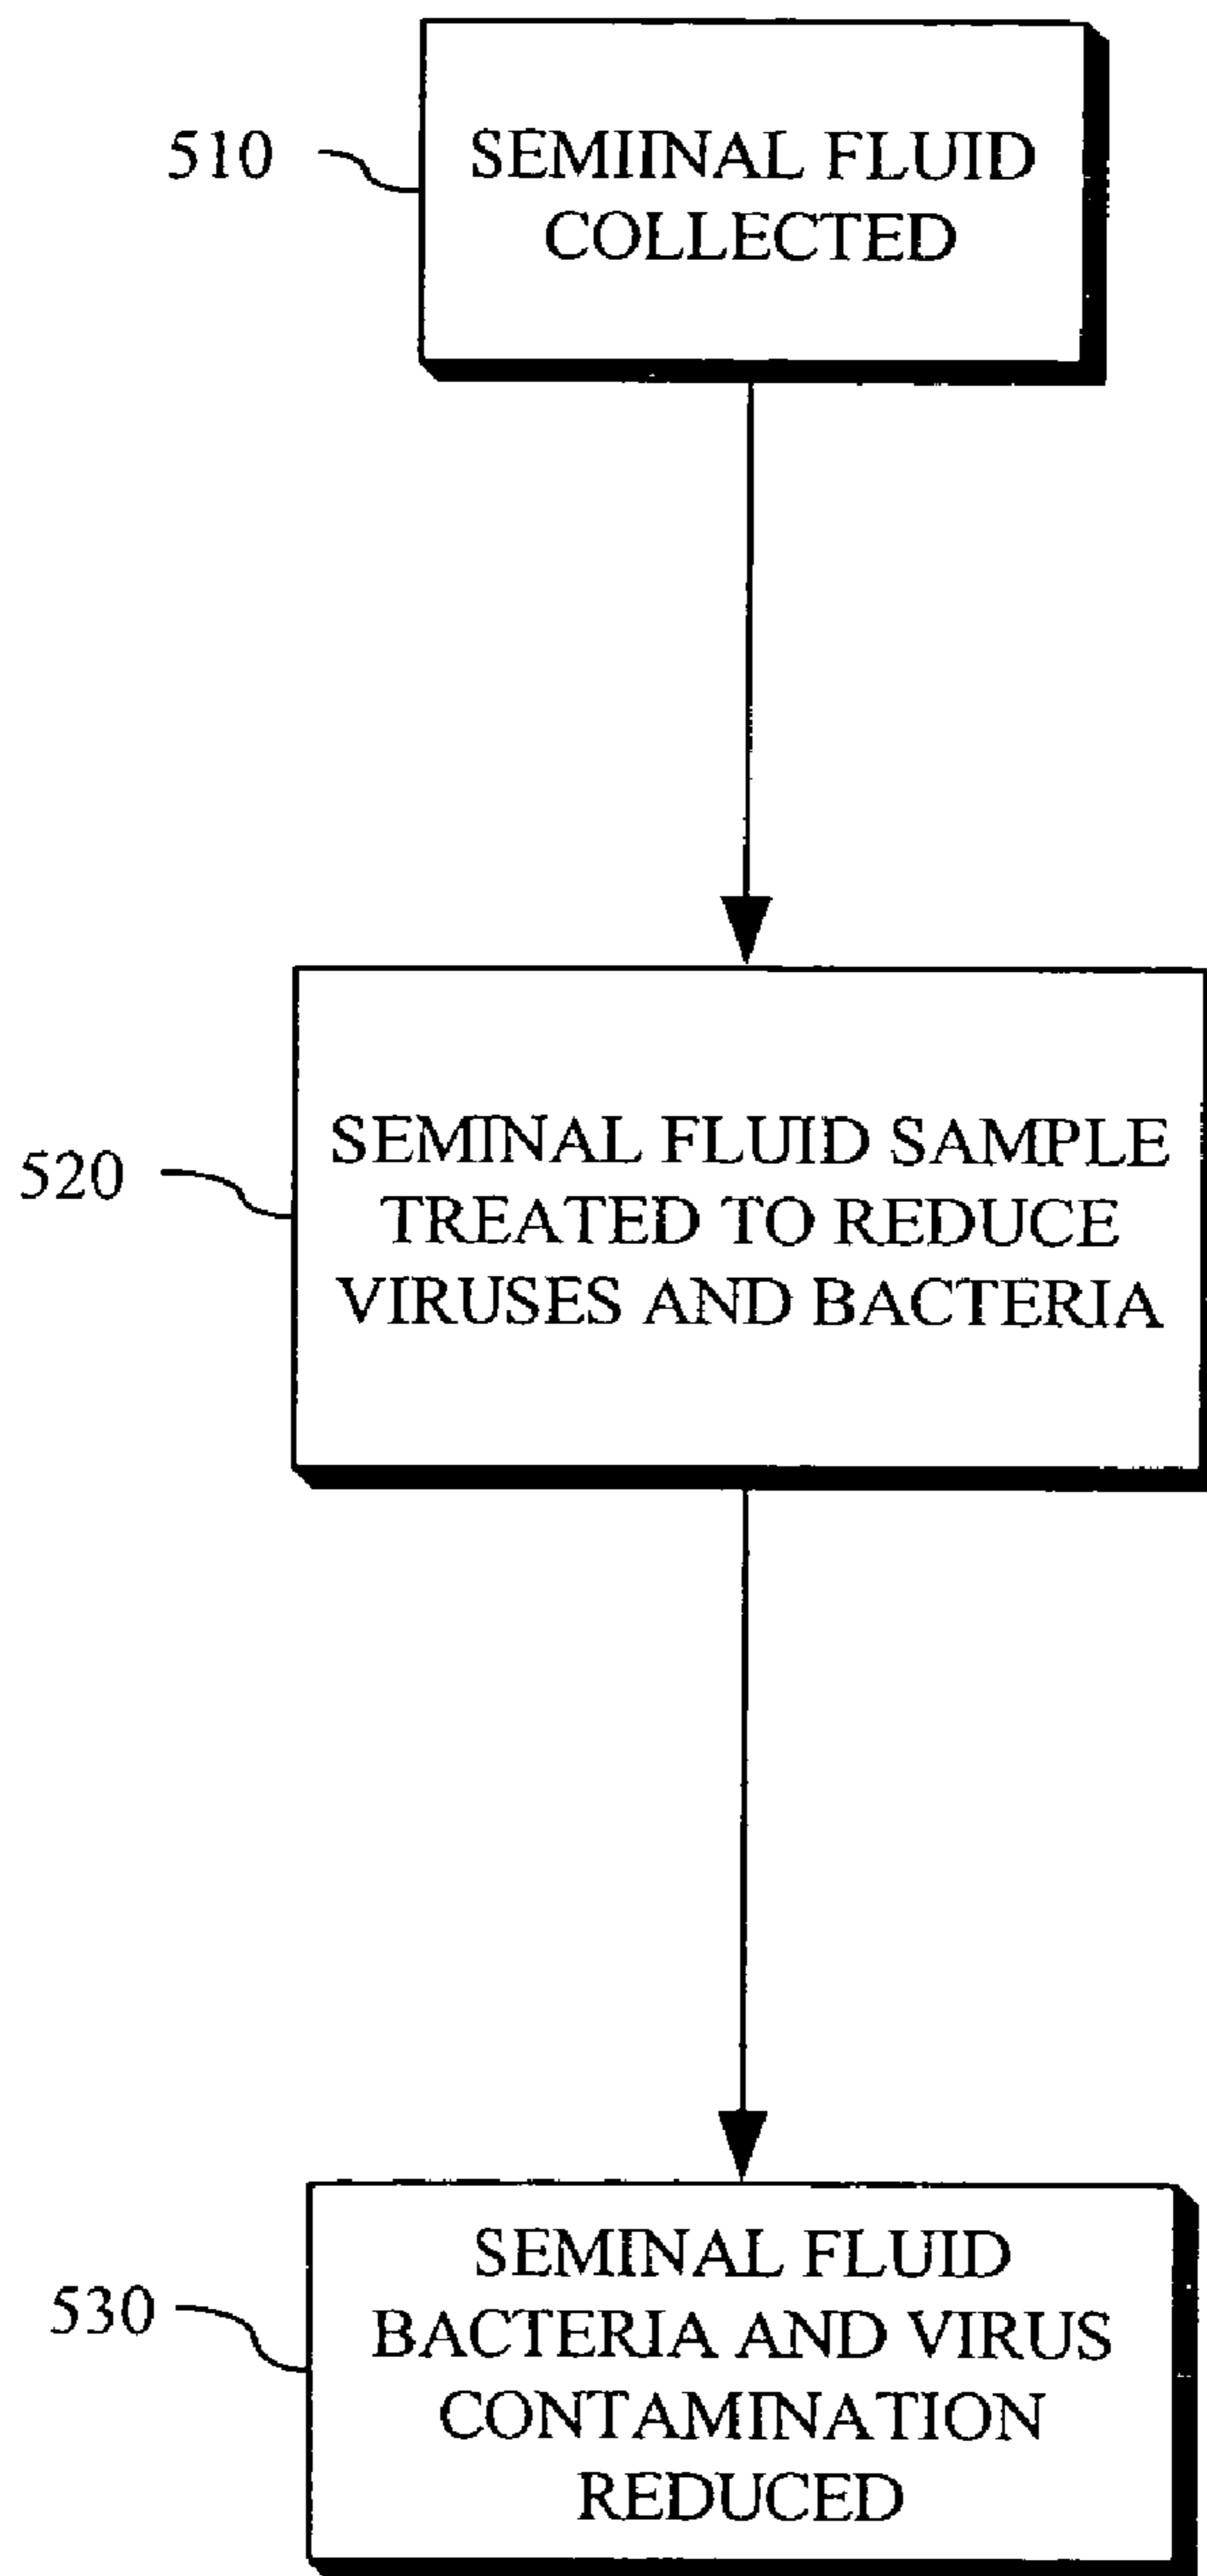 510
SEMIINAL FLUID
COLLECTED
520
SEMINAL FLUID SAMPLE
TREATED TO REDUCE
VIRUSES AND BACTERIA
530
SEMINAL FLUID
BACTERIA AND VIRUS
CONTAMINATION
REDUCED